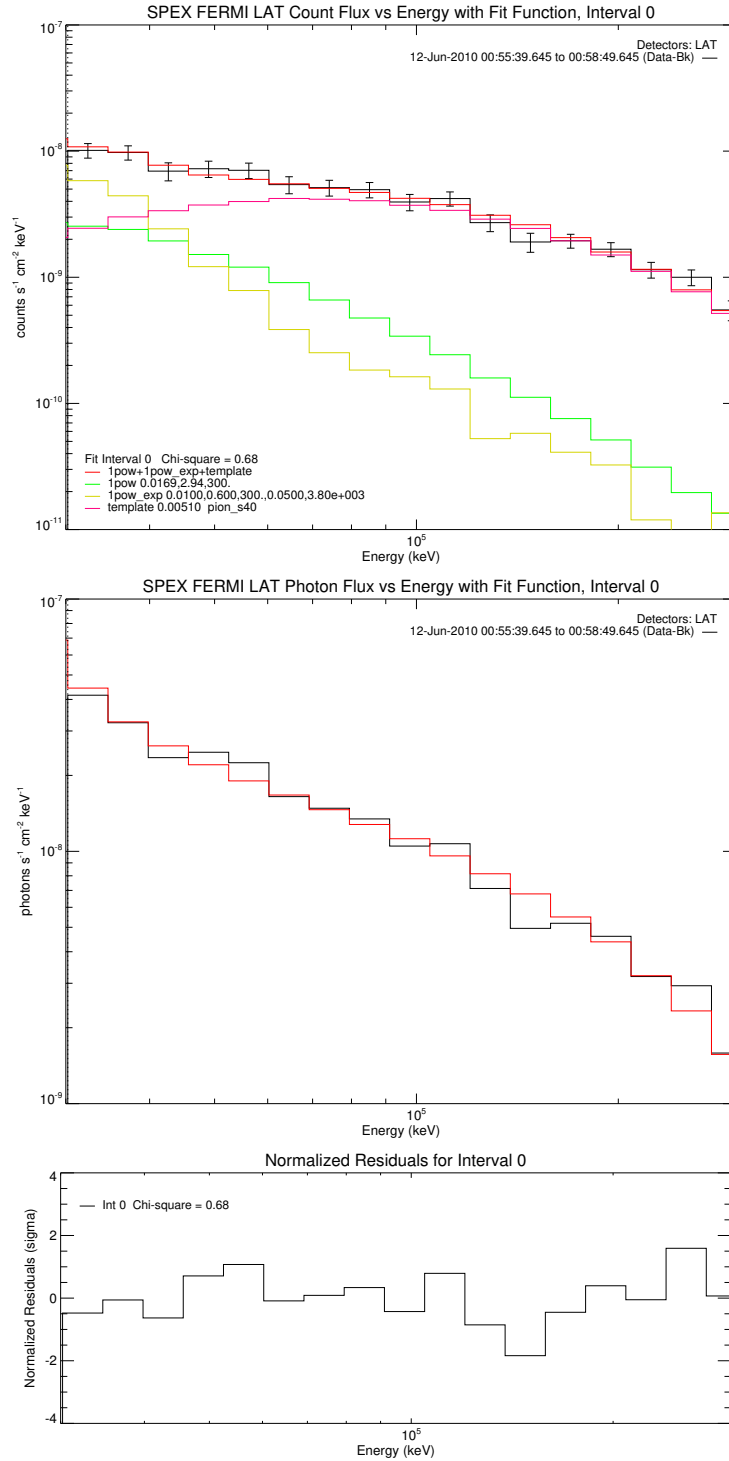 SPEX FERMI LAT Count Flux vs Energy with Fit Function, Interval 0
10⁻⁷
Detectors: LAT
12-Jun-2010 00:55:39.645 to 00:58:49.645 (Data-Bk)
10⁻⁸
counts s⁻¹ cm⁻² keV⁻¹
10⁻⁹
10⁻¹⁰
Fit Interval 0 Chi-square = 0.68
1pow+1pow_exp+template
1pow 0.0169,2.94,300.
1pow_exp 0.0100,0.600,300.,0.0500,3.80e+003
template 0.00510 pion_s40
10⁻¹¹
10⁵
Energy (keV)
SPEX FERMI LAT Photon Flux vs Energy with Fit Function, Interval 0
10⁻⁷
Detectors: LAT
12-Jun-2010 00:55:39.645 to 00:58:49.645 (Data-Bk)
photons s⁻¹ cm⁻² keV⁻¹
10⁻⁸
10⁻⁹
10⁵
Energy (keV)
Normalized Residuals for Interval 0
4
Int 0 Chi-square = 0.68
2
Normalized Residuals (sigma)
0
-2
-4
10⁵
Energy (keV)